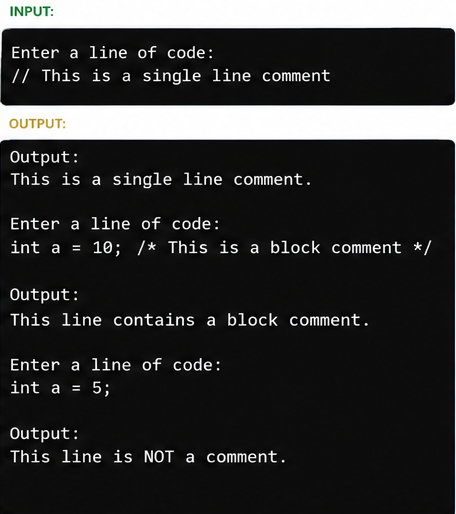 INPUT:
Enter a line of code:
// This is a single line comment
OUTPUT:
Output:
This is a single line comment.
Enter a line of code:
int a = 10; /* This is a block comment */
Output:
This line contains a block comment.
Enter a line of code:
int a = 5;
Output:
This line is NOT a comment.